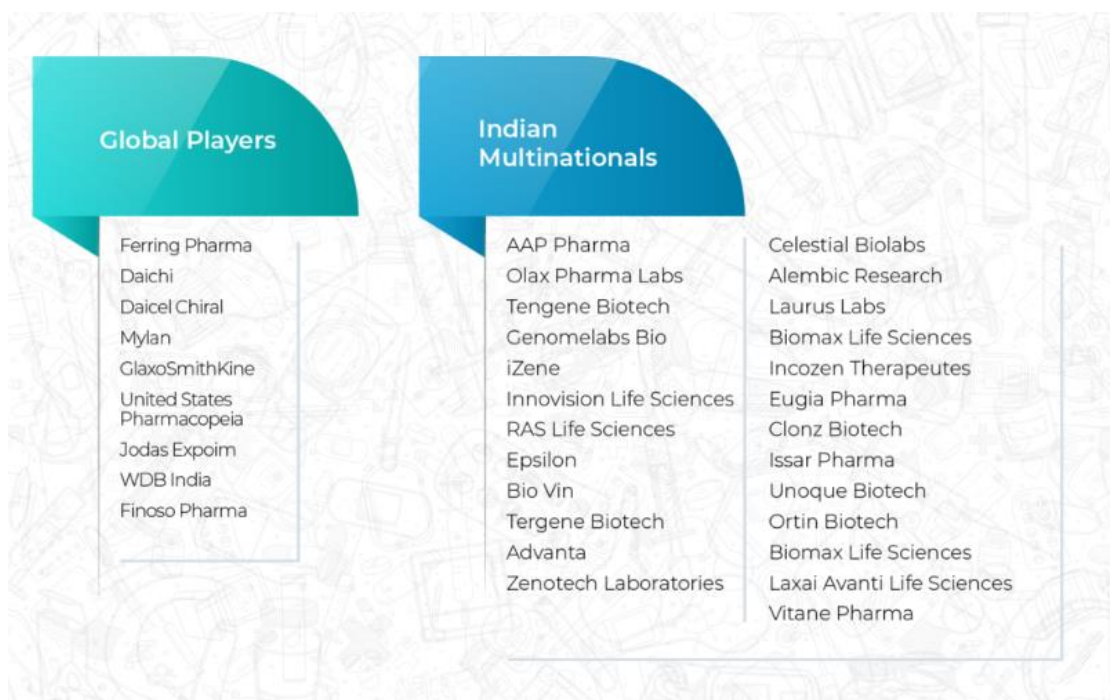 Global Players
Ferring Pharma
Daichi
Daicel Chiral
Mylan
GlaxoSmithKine
United States
Pharmacopeia
Jodas Expoim
WDB India
Finoso Pharma
Indian
Multinationals
AAP Pharma
Olax Pharma Labs
Tengene Biotech
Genomelabs Bio
iZene
Innovision Life Sciences
RAS Life Sciences
Epsilon
Bio Vin
Tergene Biotech
Advanta
Zenotech Laboratories
Celestial Biolabs
Alembic Research
Laurus Labs
Biomax Life Sciences
Incozen Therapeutes
Eugia Pharma
Clonz Biotech
Issar Pharma
Unoque Biotech
Ortin Biotech
Biomax Life Sciences
Laxai Avanti Life Sciences
Vitane Pharma